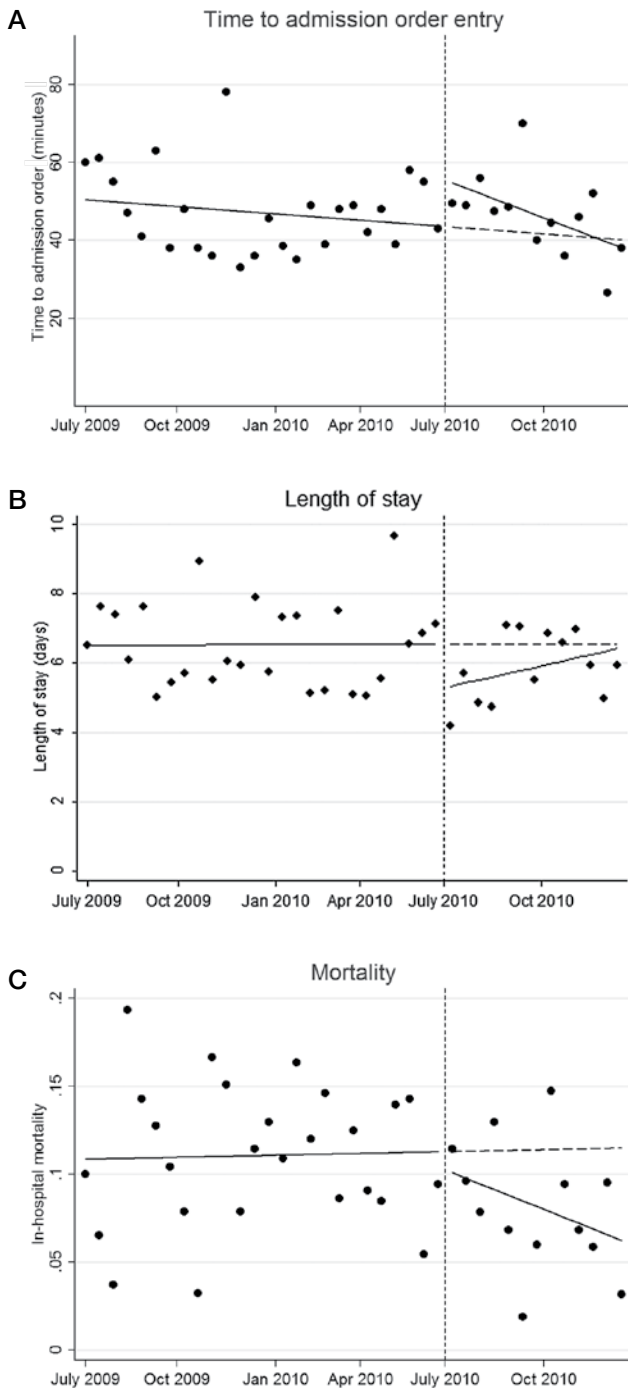 A
Time to admission order entry
Time to admission order (minutes)
80
60
40
20
July 2009 Oct 2009 Jan 2010 Apr 2010 July 2010 Oct 2010
B
Length of stay
Length of stay (days)
10
8
6
4
2
0
July 2009 Oct 2009 Jan 2010 Apr 2010 July 2010 Oct 2010
C
Mortality
In-hospital mortality
.2
.15
.1
.05
0
July 2009 Oct 2009 Jan 2010 Apr 2010 July 2010 Oct 2010